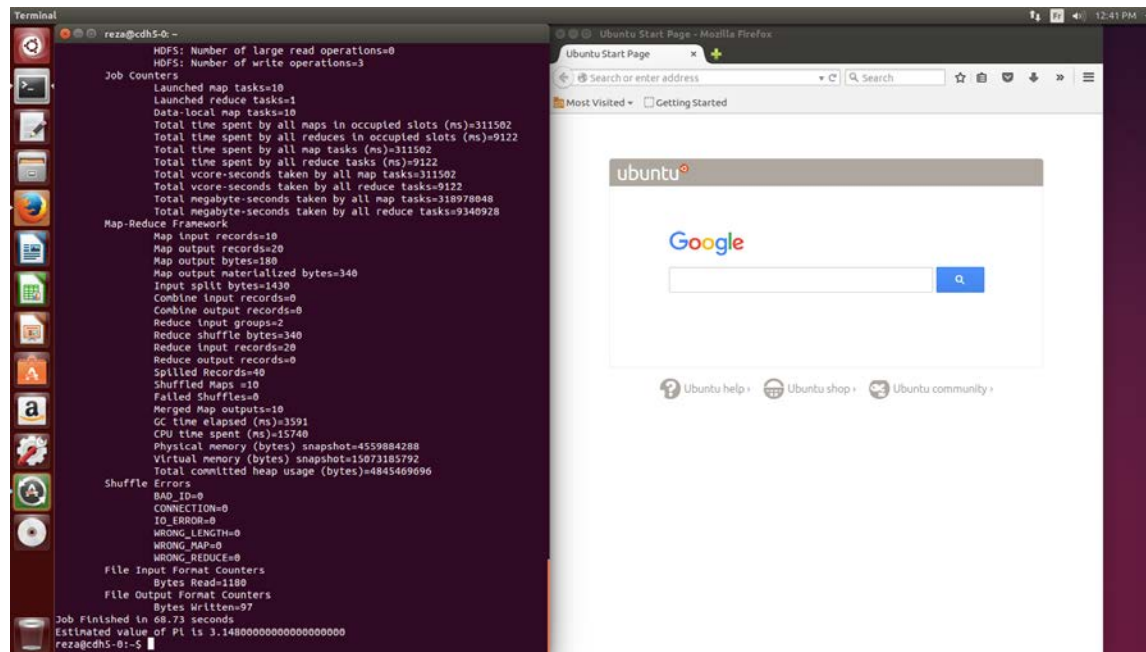 Terminal
Fr
12:41 PM
reza@cdh5-0: ~
HDFS: Number of large read operations=0
HDFS: Number of write operations=3
Job Counters
Launched map tasks=10
Launched reduce tasks=1
Data-local map tasks=10
Total time spent by all maps in occupied slots (ms)=311502
Total time spent by all reduces in occupied slots (ms)=9122
Total time spent by all map tasks (ms)=311502
Total time spent by all reduce tasks (ms)=9122
Total vcore-seconds taken by all map tasks=311502
Total vcore-seconds taken by all reduce tasks=9122
Total megabyte-seconds taken by all map tasks=318978048
Total megabyte-seconds taken by all reduce tasks=9340928
Map-Reduce Framework
Map input records=10
Map output records=20
Map output bytes=180
Map output materialized bytes=340
Input split bytes=1430
Combine input records=0
Combine output records=0
Reduce input groups=2
Reduce shuffle bytes=340
Reduce input records=20
Reduce output records=0
Spilled Records=40
Shuffled Maps =10
Failed Shuffles=0
Merged Map outputs=10
GC time elapsed (ms)=3591
CPU time spent (ms)=15740
Physical memory (bytes) snapshot=4559884288
Virtual memory (bytes) snapshot=15073185792
Total committed heap usage (bytes)=4845469696
Shuffle Errors
BAD_ID=0
CONNECTION=0
IO_ERROR=0
WRONG_LENGTH=0
WRONG_MAP=0
WRONG_REDUCE=0
File Input Format Counters
Bytes Read=1180
File Output Format Counters
Bytes Written=97
Job Finished in 68.73 seconds
Estimated value of Pi is 3.14800000000000000000
reza@cdh5-0:~$
Ubuntu Start Page - Mozilla Firefox
Ubuntu Start Page
Search or enter address
Search
Most Visited
Getting Started
ubuntu
Google
Ubuntu help ›
Ubuntu shop ›
Ubuntu community ›
a